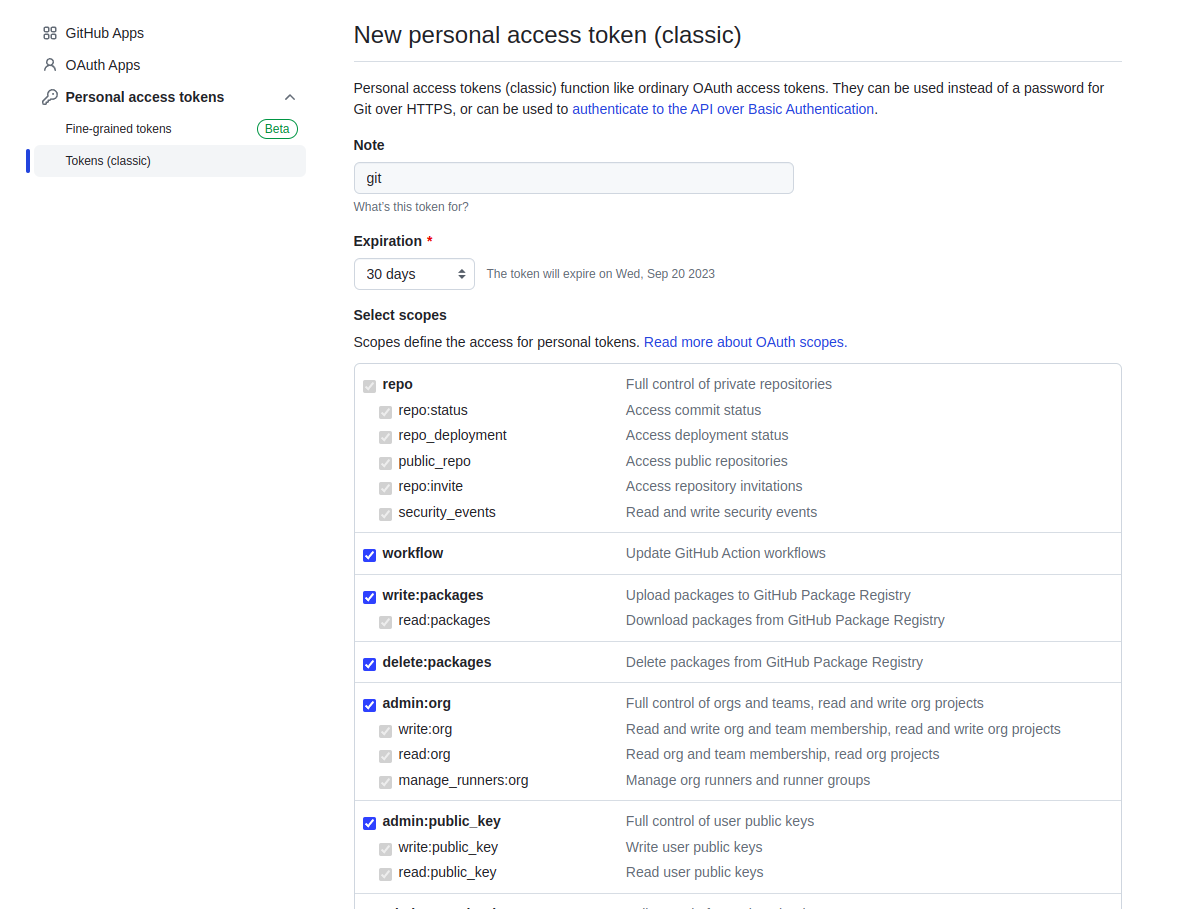 GitHub Apps
OAuth Apps
Personal access tokens
Fine-grained tokens Beta
Tokens (classic)
New personal access token (classic)
Personal access tokens (classic) function like ordinary OAuth access tokens. They can be used instead of a password for
Git over HTTPS, or can be used to authenticate to the API over Basic Authentication.
Note
git
What's this token for?
Expiration *
30 days The token will expire on Wed, Sep 20 2023
Select scopes
Scopes define the access for personal tokens. Read more about OAuth scopes.
repo Full control of private repositories
repo:status Access commit status
repo_deployment Access deployment status
public_repo Access public repositories
repo:invite Access repository invitations
security_events Read and write security events
workflow Update GitHub Action workflows
write:packages Upload packages to GitHub Package Registry
read:packages Download packages from GitHub Package Registry
delete:packages Delete packages from GitHub Package Registry
admin:org Full control of orgs and teams, read and write org projects
write:org Read and write org and team membership, read and write org projects
read:org Read org and team membership, read org projects
manage_runners:org Manage org runners and runner groups
admin:public_key Full control of user public keys
write:public_key Write user public keys
read:public_key Read user public keys